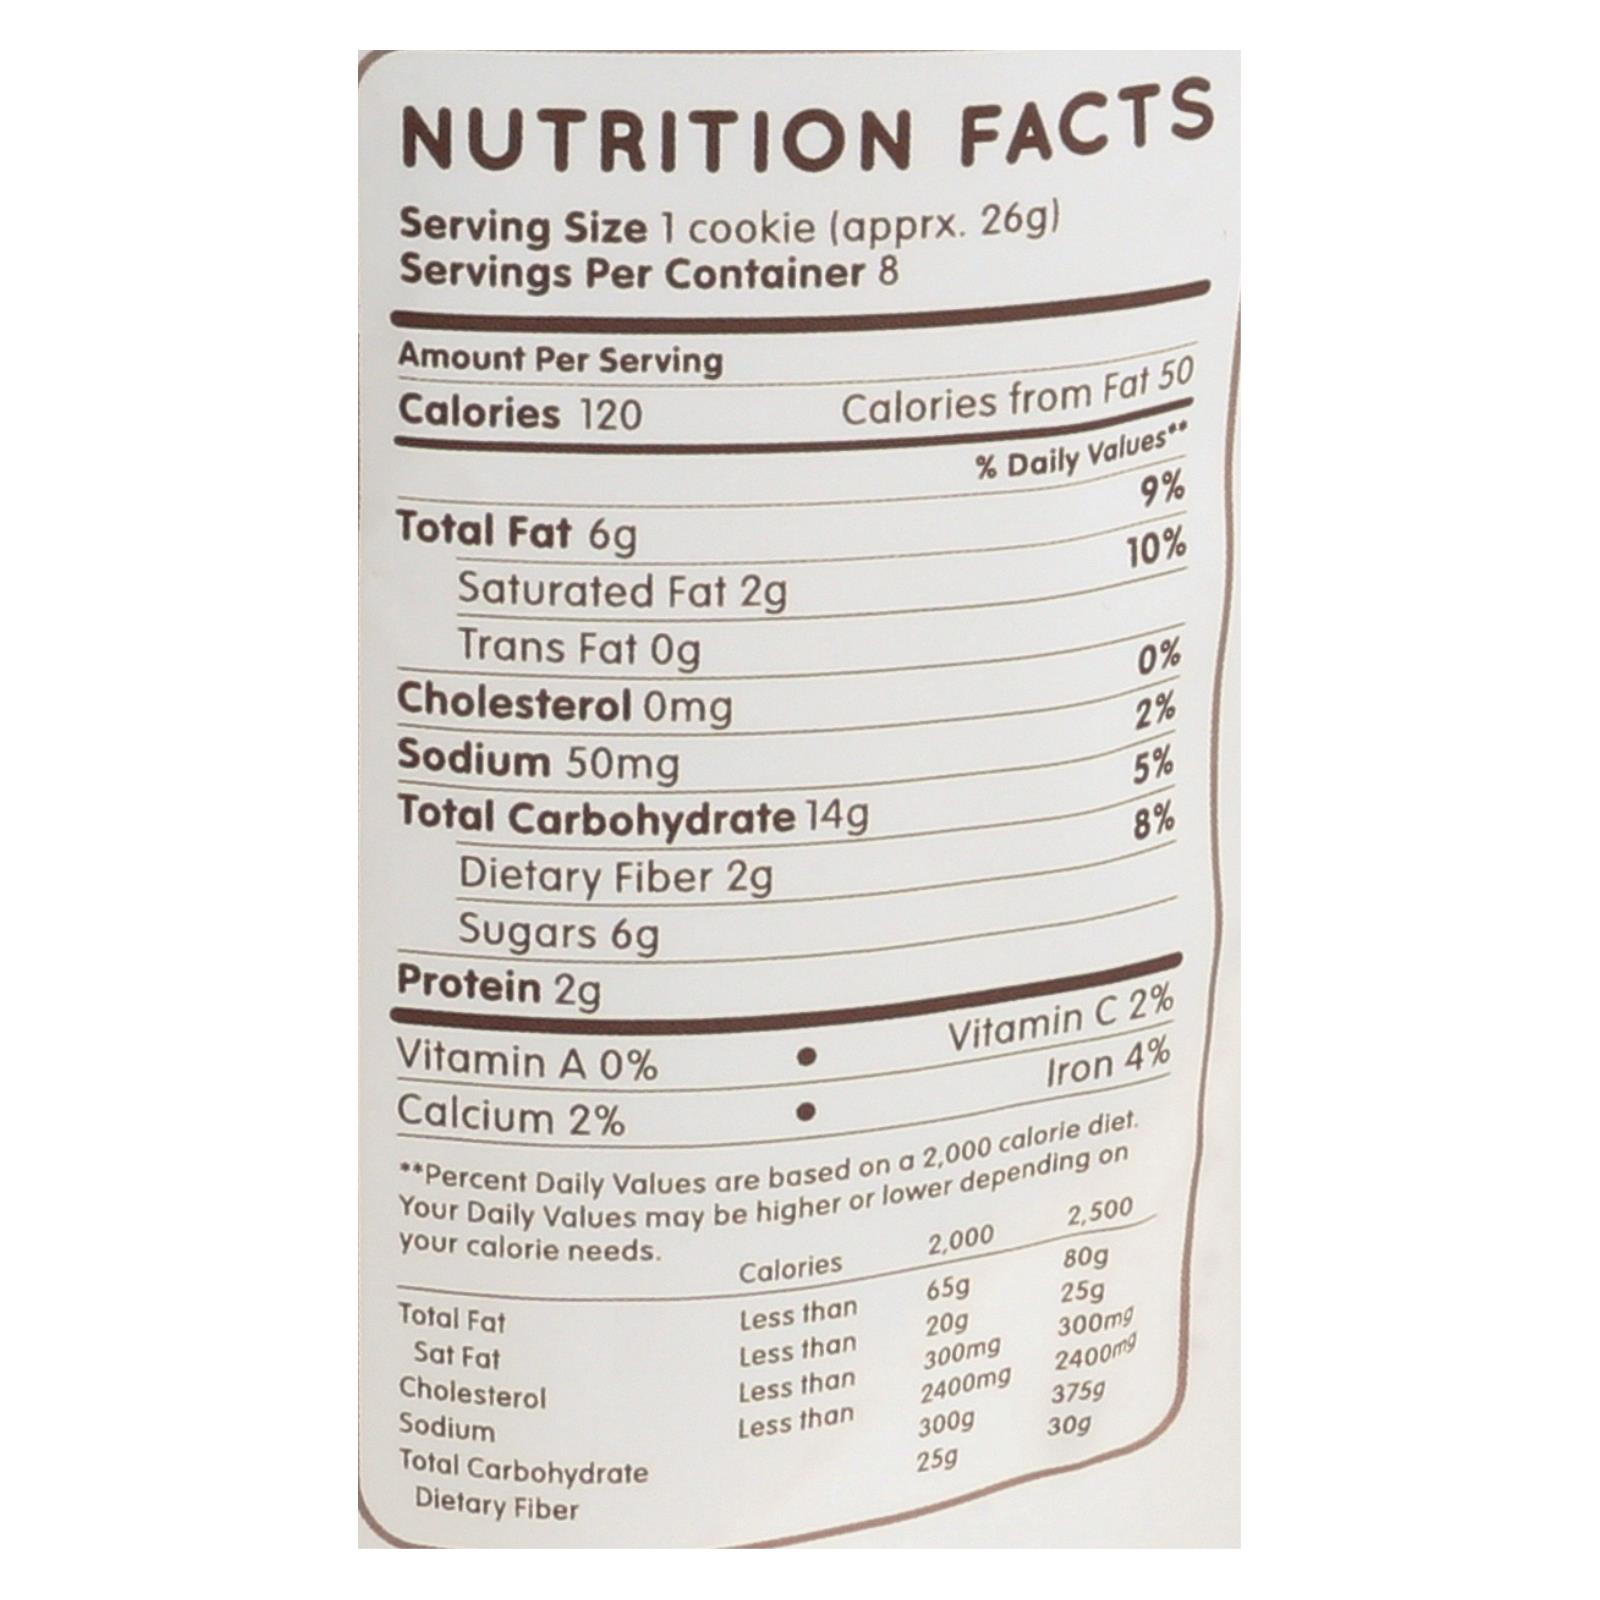 NUTRITION FACTS
Serving Size 1 cookie (apprx. 26g)
Servings Per Container 8
Amount Per Serving
Calories 120 Calories from Fat 50
% Daily Values**
Total Fat 6g 9%
Saturated Fat 2g 10%
Trans Fat 0g
Cholesterol 0mg 0%
Sodium 50mg 2%
Total Carbohydrate 14g 5%
Dietary Fiber 2g 8%
Sugars 6g
Protein 2g
Vitamin A 0% • Vitamin C 2%
Calcium 2% • Iron 4%
**Percent Daily Values are based on a 2,000 calorie diet.
Your Daily Values may be higher or lower depending on
your calorie needs.
Calories 2,000 2,500
Total Fat Less than 65g 80g
Sat Fat Less than 20g 25g
Cholesterol Less than 300mg 300mg
Sodium Less than 2400mg 2400mg
Total Carbohydrate 300g 375g
Dietary Fiber 25g 30g